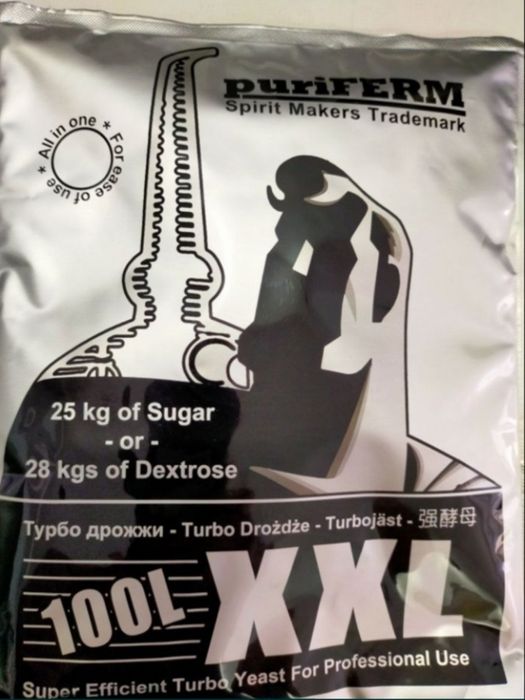 puriFERM
Spirit Makers Trademark
* All in one * For ease of use
25 kg of Sugar
- or -
28 kgs of Dextrose
Турбо дрожжи - Turbo Drożdże - Turbojäst - 强酵母
100L XXL
Super Efficient Turbo Yeast For Professional Use